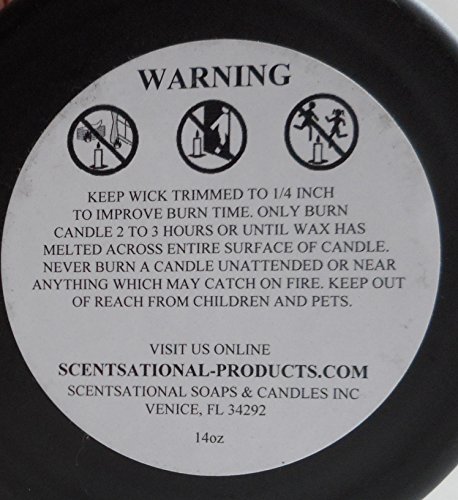 WARNING
KEEP WICK TRIMMED TO 1/4 INCH
TO IMPROVE BURN TIME. ONLY BURN
CANDLE 2 TO 3 HOURS OR UNTIL WAX HAS
MELTED ACROSS ENTIRE SURFACE OF CANDLE.
NEVER BURN A CANDLE UNATTENDED OR NEAR
ANYTHING WHICH MAY CATCH ON FIRE. KEEP OUT
OF REACH FROM CHILDREN AND PETS.
VISIT US ONLINE
SCENTSATIONAL-PRODUCTS.COM
SCENTSATIONAL SOAPS & CANDLES INC
VENICE, FL 34292
14oz